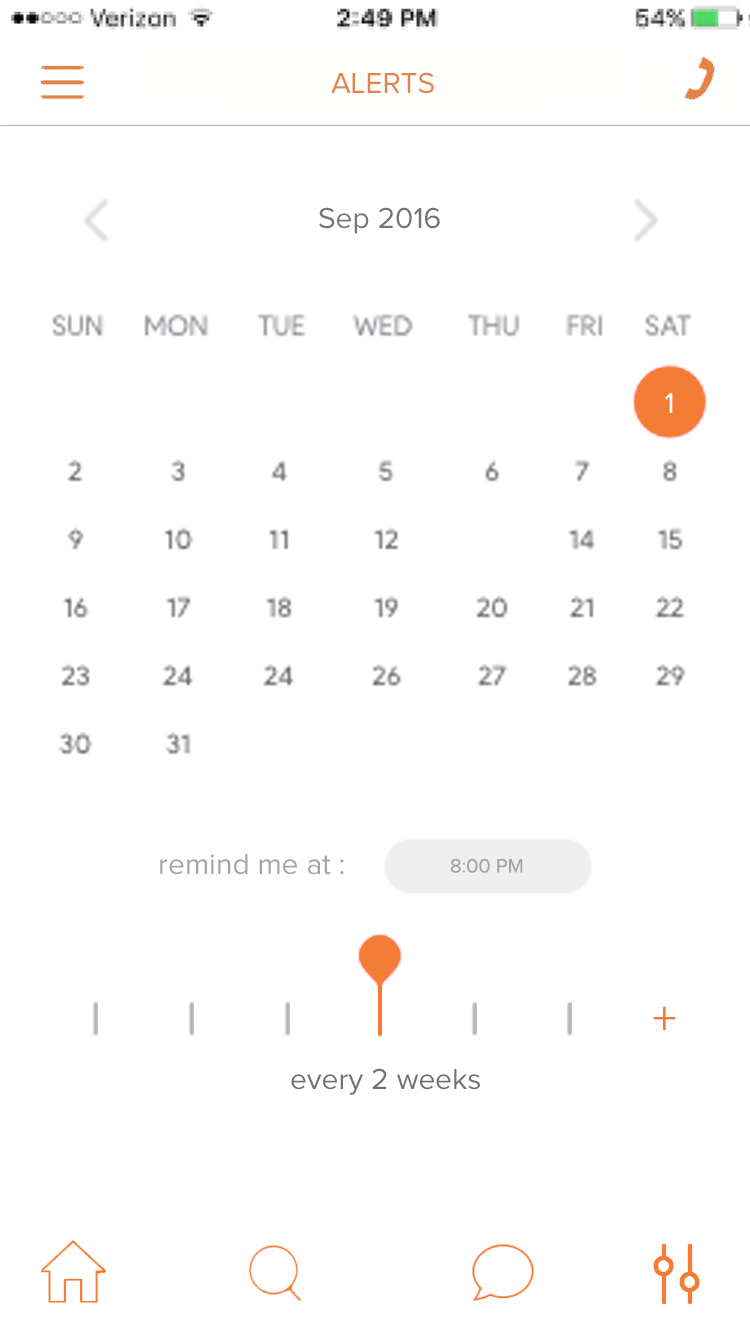 Verizon 2:49 PM 54%
ALERTS
Sep 2016
SUN MON TUE WED THU FRI SAT
1
2 3 4 5 6 7 8
9 10 11 12 14 15
16 17 18 19 20 21 22
23 24 24 26 27 28 29
30 31
remind me at : 8:00 PM
+
every 2 weeks